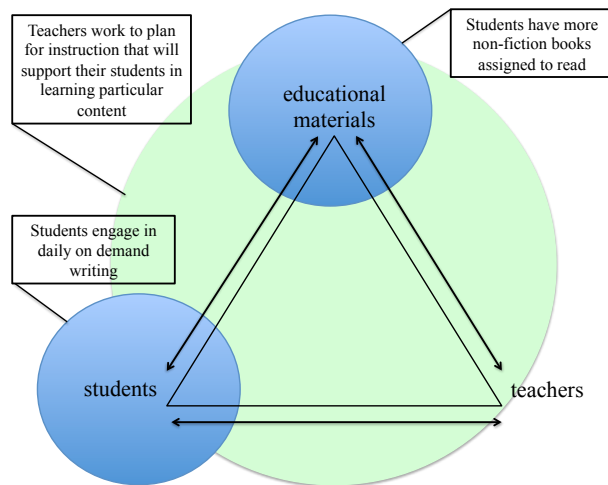 Teachers work to plan
for instruction that will
support their students in
learning particular
content
Students have more
non-fiction books
assigned to read
educational
materials
Students engage in
daily on demand
writing
students
teachers